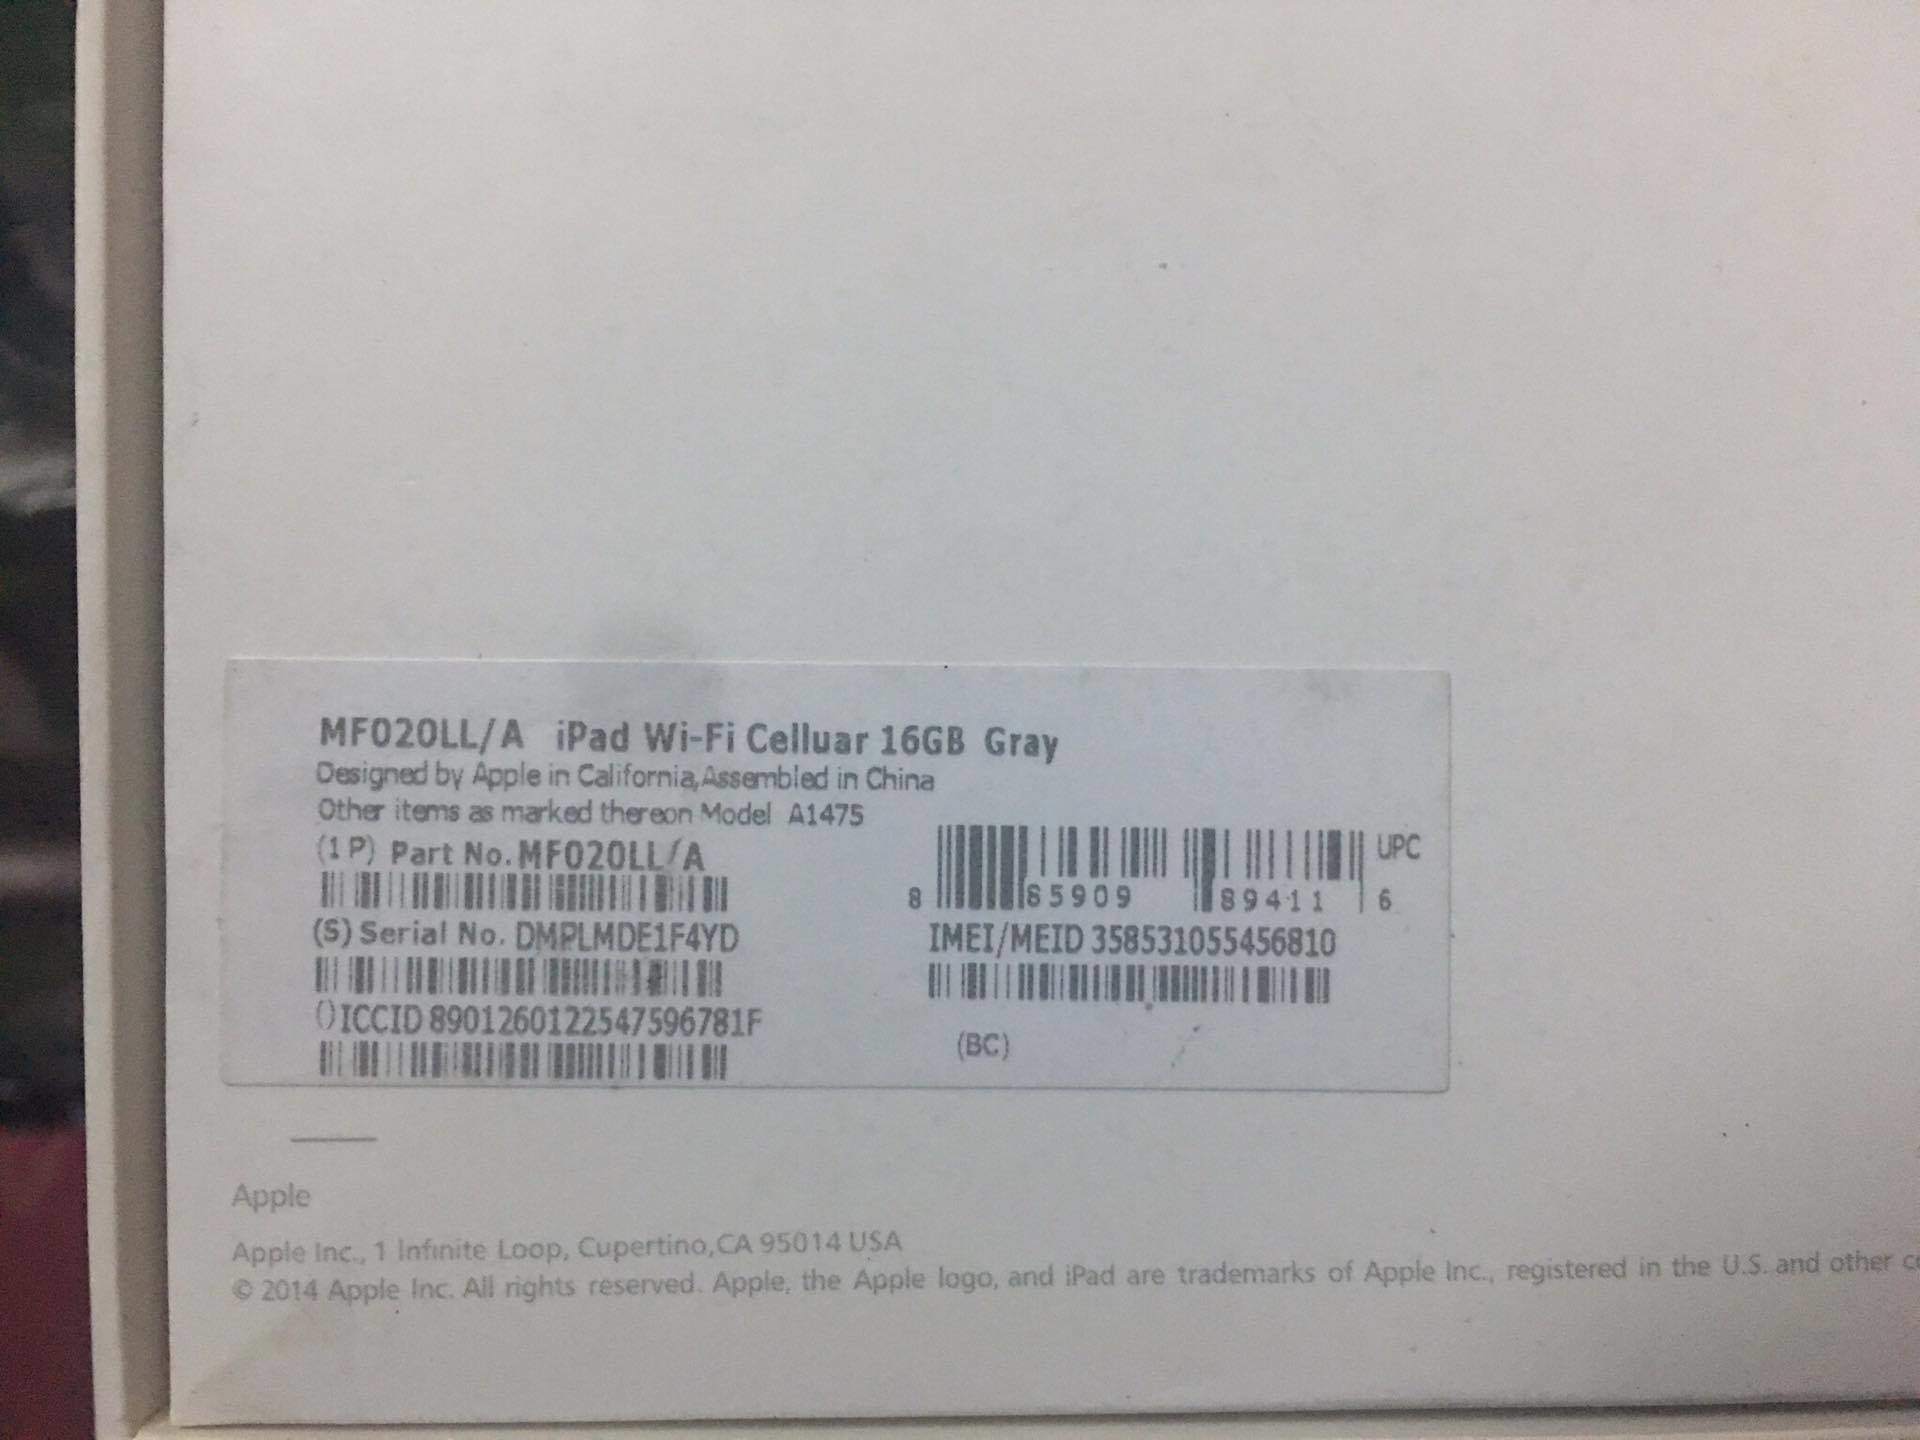 MF020LL/A iPad Wi-Fi Celluar 16GB Gray
Designed by Apple in California,Assembled in China
Other items as marked thereon Model A1475
(1P) Part No. MF020LL/A
(S) Serial No. DMPLMDE1F4YD
()ICCID 8901260122547596781F
UPC
8 85909 89411 6
IMEI/MEID 358531055456810
(BC)
Apple
Apple Inc., 1 Infinite Loop, Cupertino,CA 95014 USA
© 2014 Apple Inc. All rights reserved. Apple, the Apple logo, and iPad are trademarks of Apple Inc., registered in the U.S. and other